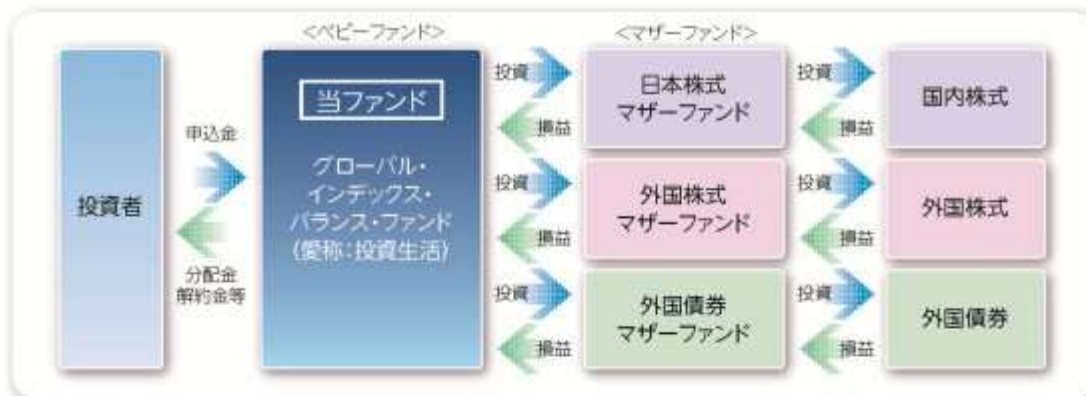 <ベビーファンド>
<マザーファンド>
投資者
申込金
分配金
解約金等
当ファンド
グローバル・
インデックス・
バランス・ファンド
(愛称:投資生活)
投資
損益
日本株式
マザーファンド
投資
損益
国内株式
投資
損益
外国株式
マザーファンド
投資
損益
外国株式
投資
損益
外国債券
マザーファンド
投資
損益
外国債券